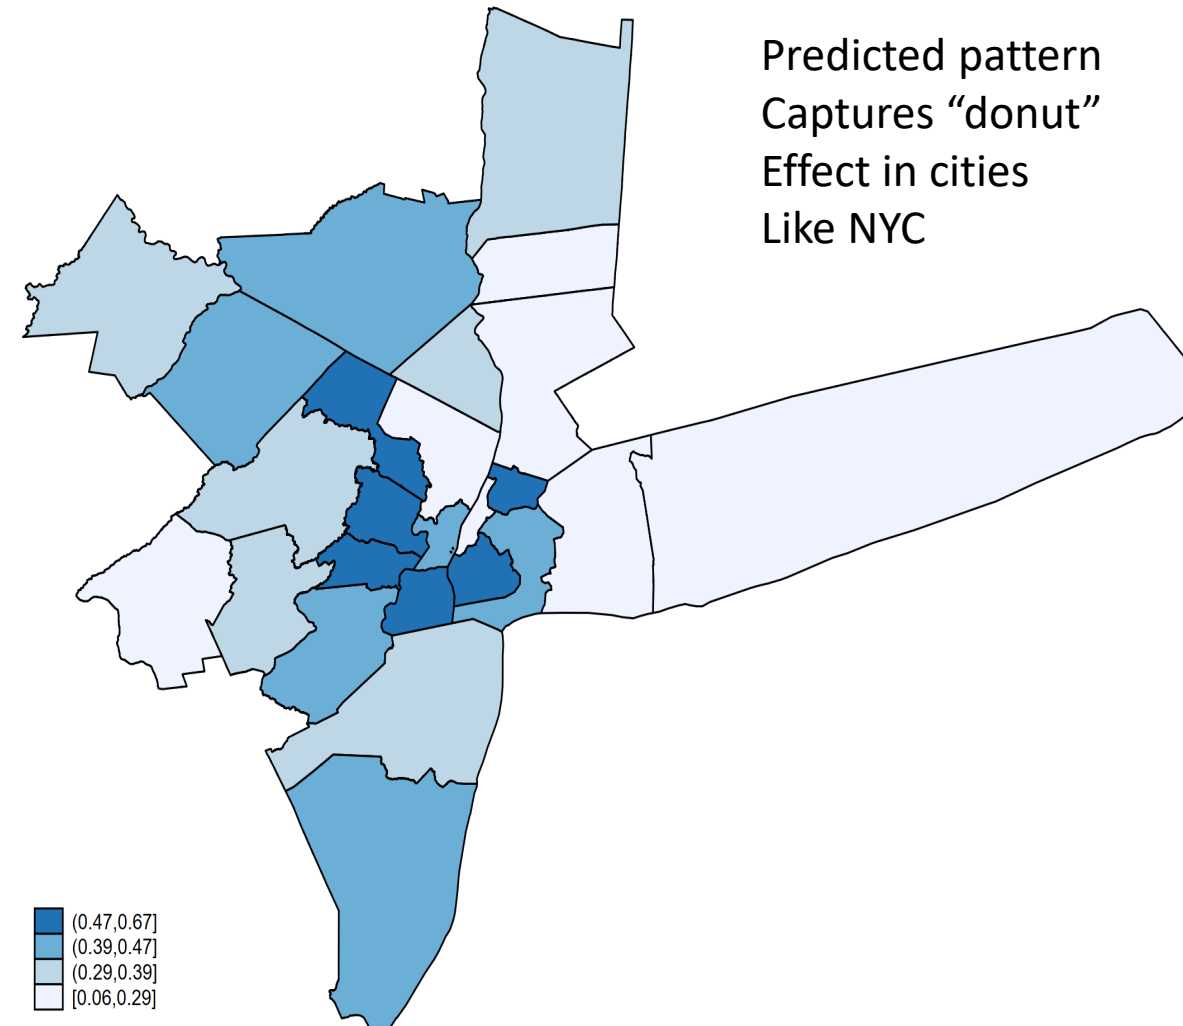 Predicted pattern
Captures “donut”
Effect in cities
Like NYC
(0.47,0.67]
(0.39,0.47]
(0.29,0.39]
[0.06,0.29]